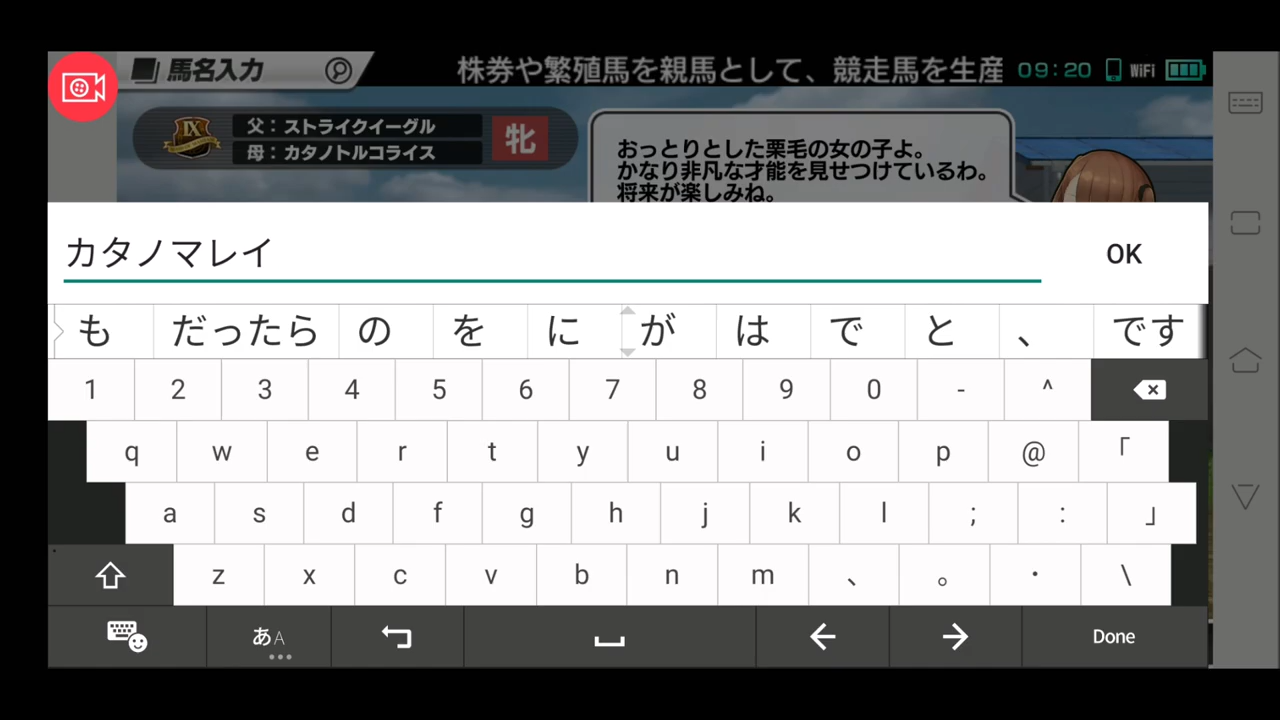 馬名入力
株券や繁殖馬を親馬として、競走馬を生産
09:20
WiFi
IX
父：ストライクイーグル
母：カタノトルコライス
牝
おっとりとした栗毛の女の子よ。
かなり非凡な才能を見せつけているわ。
将来が楽しみね。
カタノマレイ
OK
も だったら の を に が は で と 、 です
1 2 3 4 5 6 7 8 9 0 - ^
q w e r t y u i o p @ 「
a s d f g h j k l ; : 」
z x c v b n m 、 。 ・ \
あA
Done